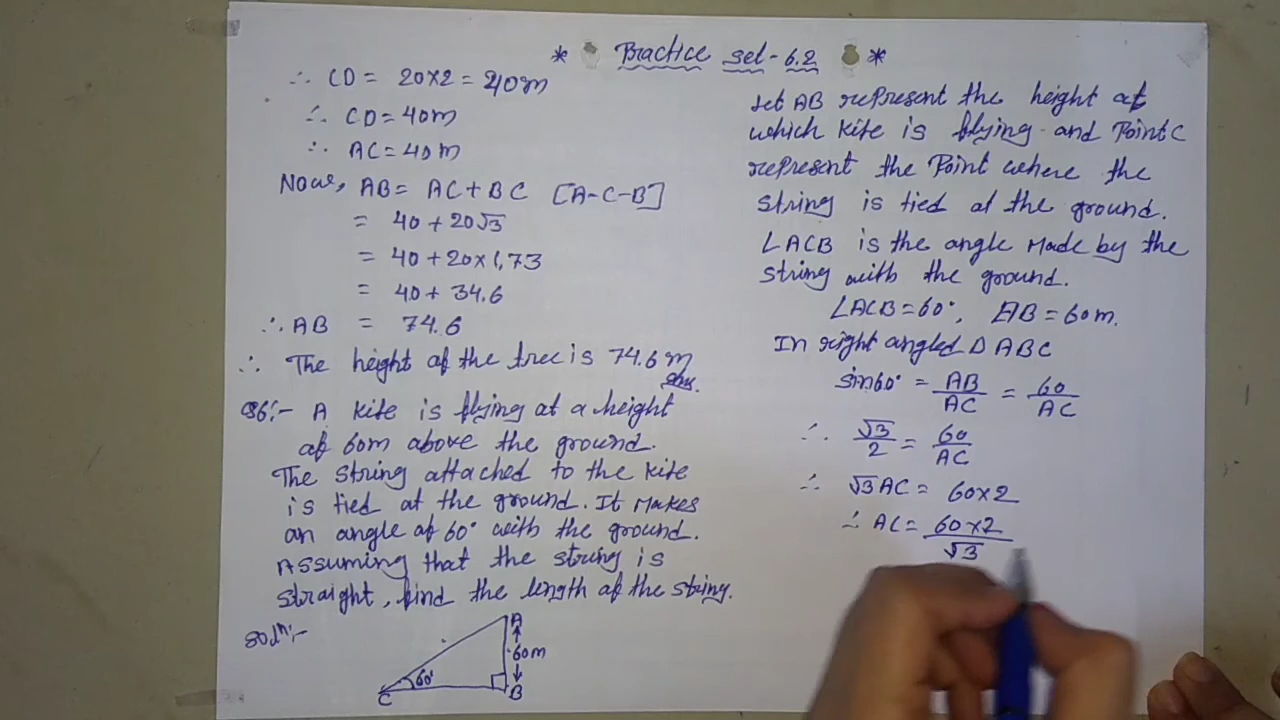 * Practice set - 6.2 *
∴ CD = 20×2 = 40m
∴ CD = 40m
∴ AC = 40m
Now, AB = AC + BC [A-C-B]
= 40 + 20√3
= 40 + 20×1.73
= 40 + 34.6
∴ AB = 74.6
∴ The height of the tree is 74.6m
Ans.
Q6:- A kite is flying at a height
of 60m above the ground.
The string attached to the kite
is tied at the ground. It makes
an angle of 60° with the ground.
Assuming that the string is
straight, find the length of the string.
Solⁿ:-
A
60m
60°
C
B
Let AB represent the height at
which kite is flying and Point C
represent the Point where the
string is tied at the ground.
∠ACB is the angle made by the
string with the ground.
∠ACB = 60°, AB = 60m.
In right angled Δ ABC
sin60° = AB/AC = 60/AC
∴ √3/2 = 60/AC
∴ √3AC = 60×2
∴ AC = 60×2/√3